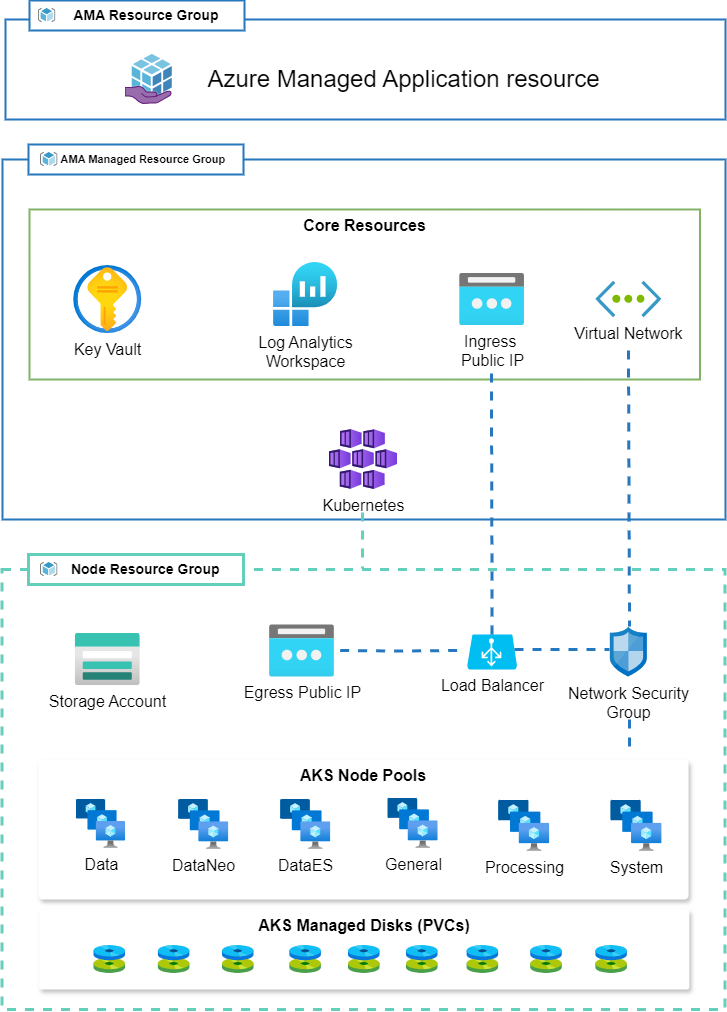 AMA Resource Group
Azure Managed Application resource
AMA Managed Resource Group
Core Resources
Key Vault
Log Analytics
Workspace
Ingress
Public IP
Virtual Network
Kubernetes
Node Resource Group
Storage Account
Egress Public IP
Load Balancer
Network Security
Group
AKS Node Pools
Data
DataNeo
DataES
General
Processing
System
AKS Managed Disks (PVCs)